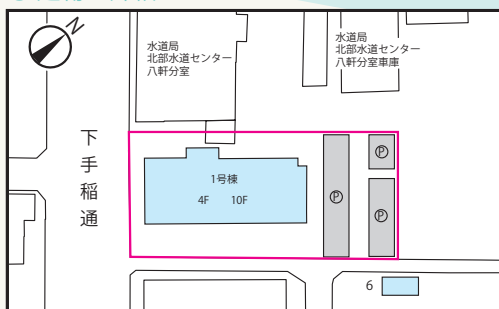 N
水道局
北部水道センター
八軒分室
水道局
北部水道センター
八軒分室車庫
下手稲通
1号棟
4F 10F
P
P
P
6